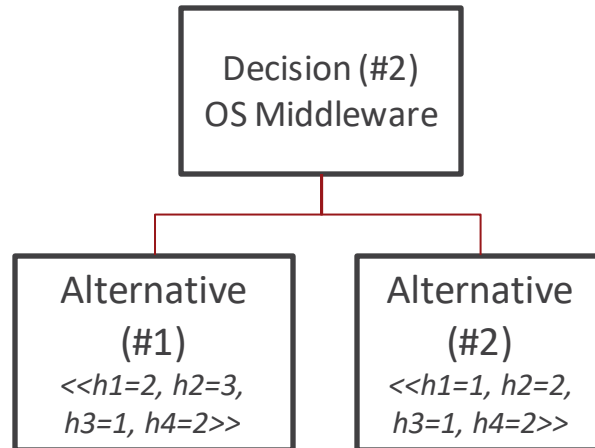 Decision (#2)
OS Middleware
Alternative
(#1)
<<h1=2, h2=3,
h3=1, h4=2>>
Alternative
(#2)
<<h1=1, h2=2,
h3=1, h4=2>>